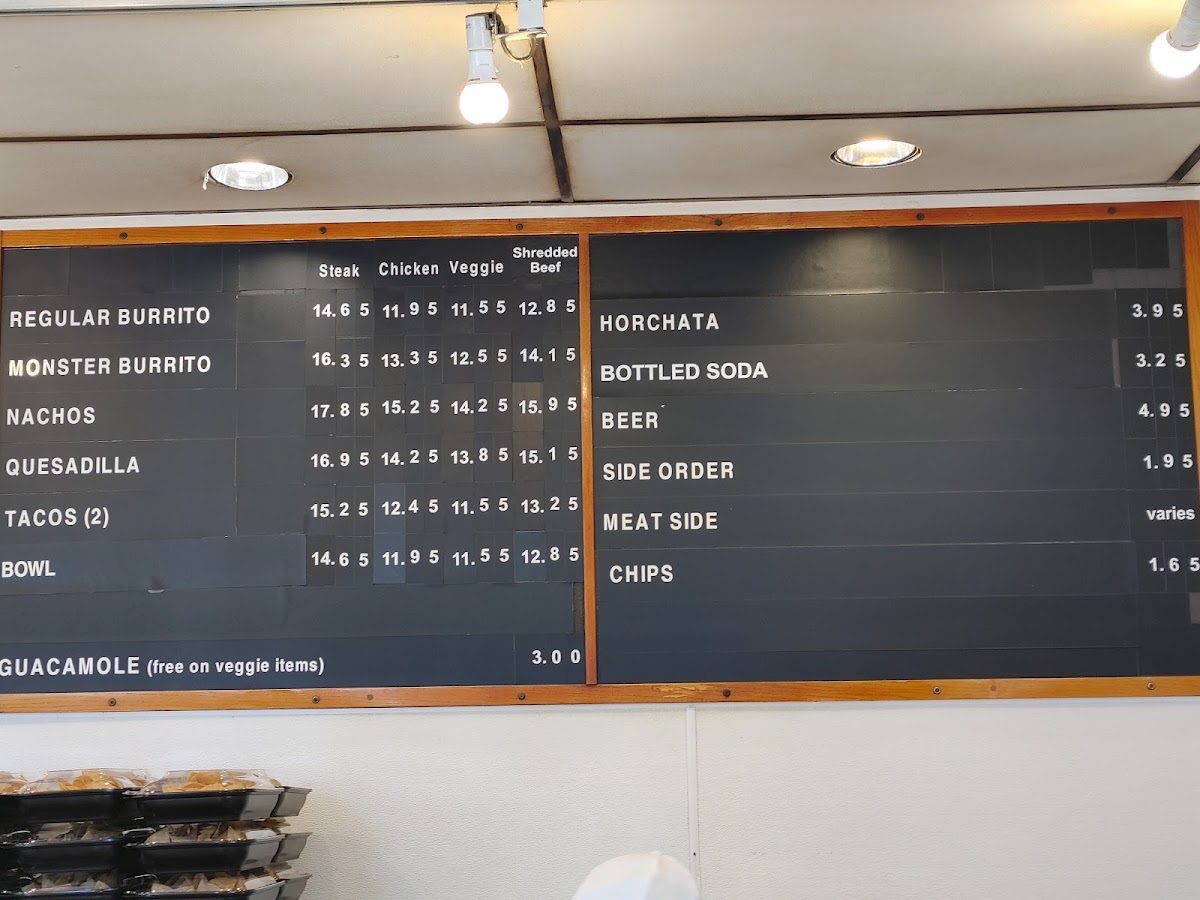 Steak Chicken Veggie Shredded Beef
REGULAR BURRITO 14.65 11.95 11.55 12.85
MONSTER BURRITO 16.35 13.35 12.55 14.15
NACHOS 17.85 15.25 14.25 15.95
QUESADILLA 16.95 14.25 13.85 15.15
TACOS (2) 15.25 12.45 11.55 13.25
BOWL 14.65 11.95 11.55 12.85
GUACAMOLE (free on veggie items) 3.00
HORCHATA 3.95
BOTTLED SODA 3.25
BEER 4.95
SIDE ORDER 1.95
MEAT SIDE varies
CHIPS 1.65